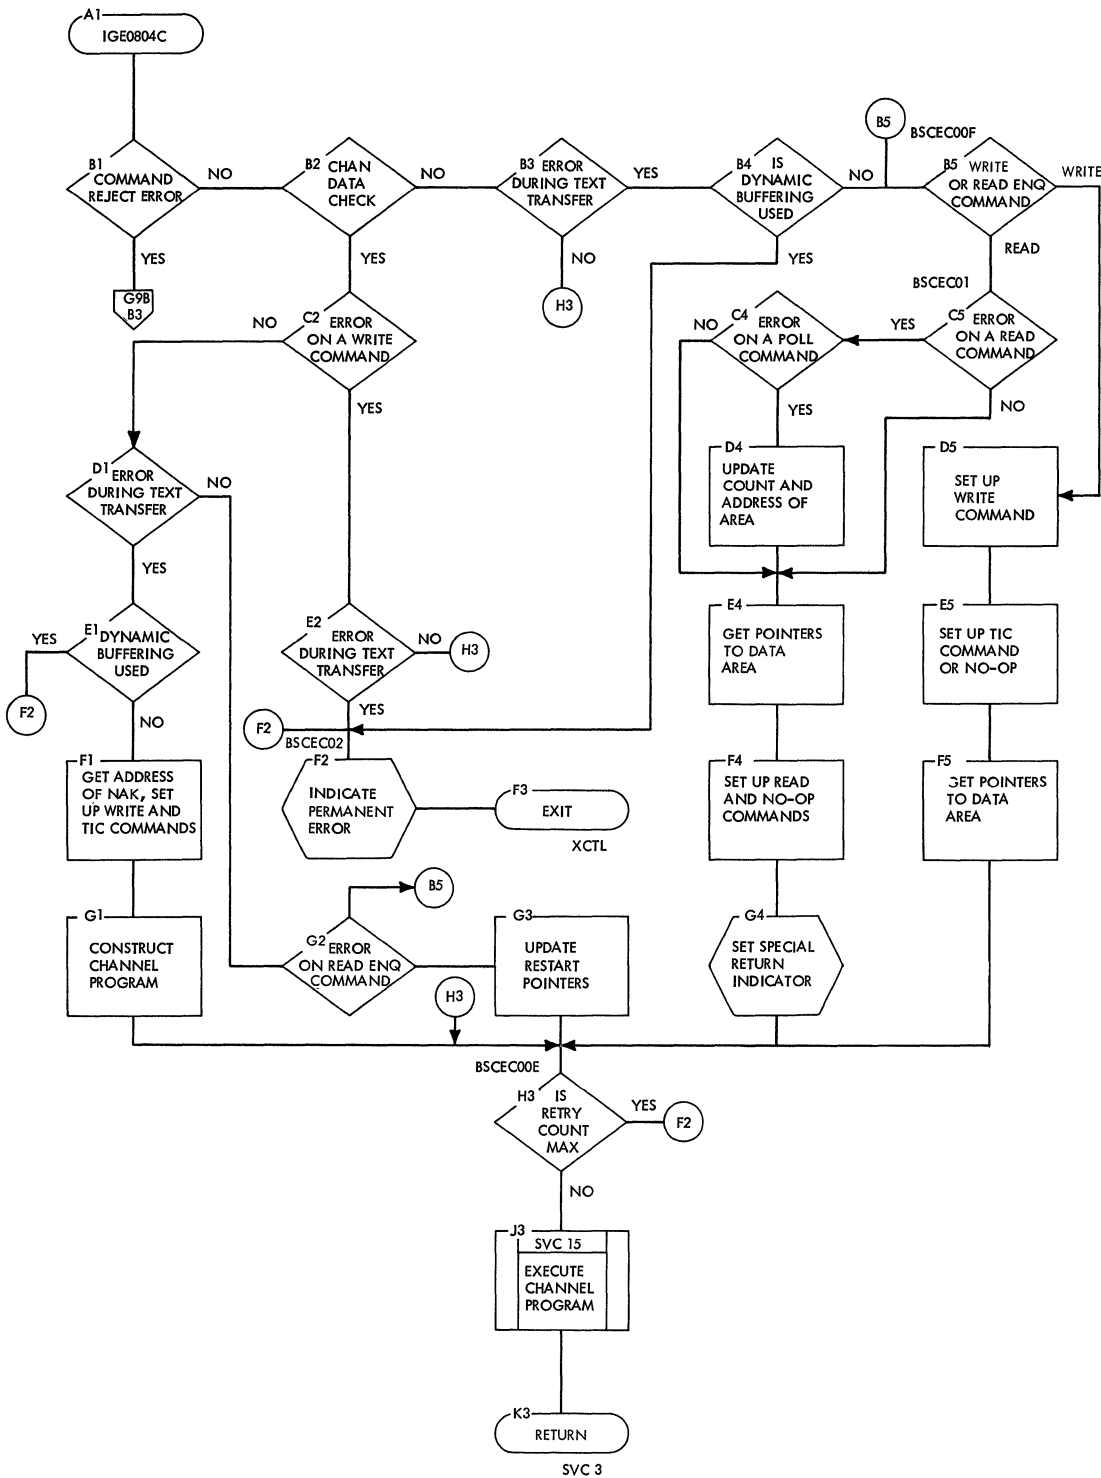 A1
IGE0804C
B5
BSCEC00F
B1
COMMAND
REJECT ERROR
NO
B2
CHAN
DATA
CHECK
NO
B3
ERROR
DURING TEXT
TRANSFER
YES
B4
IS
DYNAMIC
BUFFERING
USED
NO
B5
WRITE
OR READ ENQ
COMMAND
WRITE
YES
G9B
B3
YES
NO
H3
YES
READ
BSCEC01
NO
C2
ERROR
ON A WRITE
COMMAND
YES
NO
C4
ERROR
ON A POLL
COMMAND
YES
YES
C5
ERROR
ON A READ
COMMAND
NO
D1
ERROR
DURING TEXT
TRANSFER
NO
YES
D4
UPDATE
COUNT AND
ADDRESS OF
AREA
D5
SET UP
WRITE
COMMAND
YES
E1
DYNAMIC
BUFFERING
USED
F2
NO
E2
ERROR
DURING TEXT
TRANSFER
NO
H3
YES
E4
GET POINTERS
TO DATA
AREA
E5
SET UP TIC
COMMAND
OR NO-OP
F2
BSCEC02
F1
GET ADDRESS
OF NAK, SET
UP WRITE AND
TIC COMMANDS
F2
INDICATE
PERMANENT
ERROR
F3
EXIT
XCTL
F4
SET UP READ
AND NO-OP
COMMANDS
F5
GET POINTERS
TO DATA
AREA
B5
G1
CONSTRUCT
CHANNEL
PROGRAM
G2
ERROR
ON READ ENQ
COMMAND
G3
UPDATE
RESTART
POINTERS
G4
SET SPECIAL
RETURN
INDICATOR
H3
BSCEC00E
H3
IS
RETRY
COUNT
MAX
YES
F2
NO
J3
SVC 15
EXECUTE
CHANNEL
PROGRAM
K3
RETURN
SVC 3